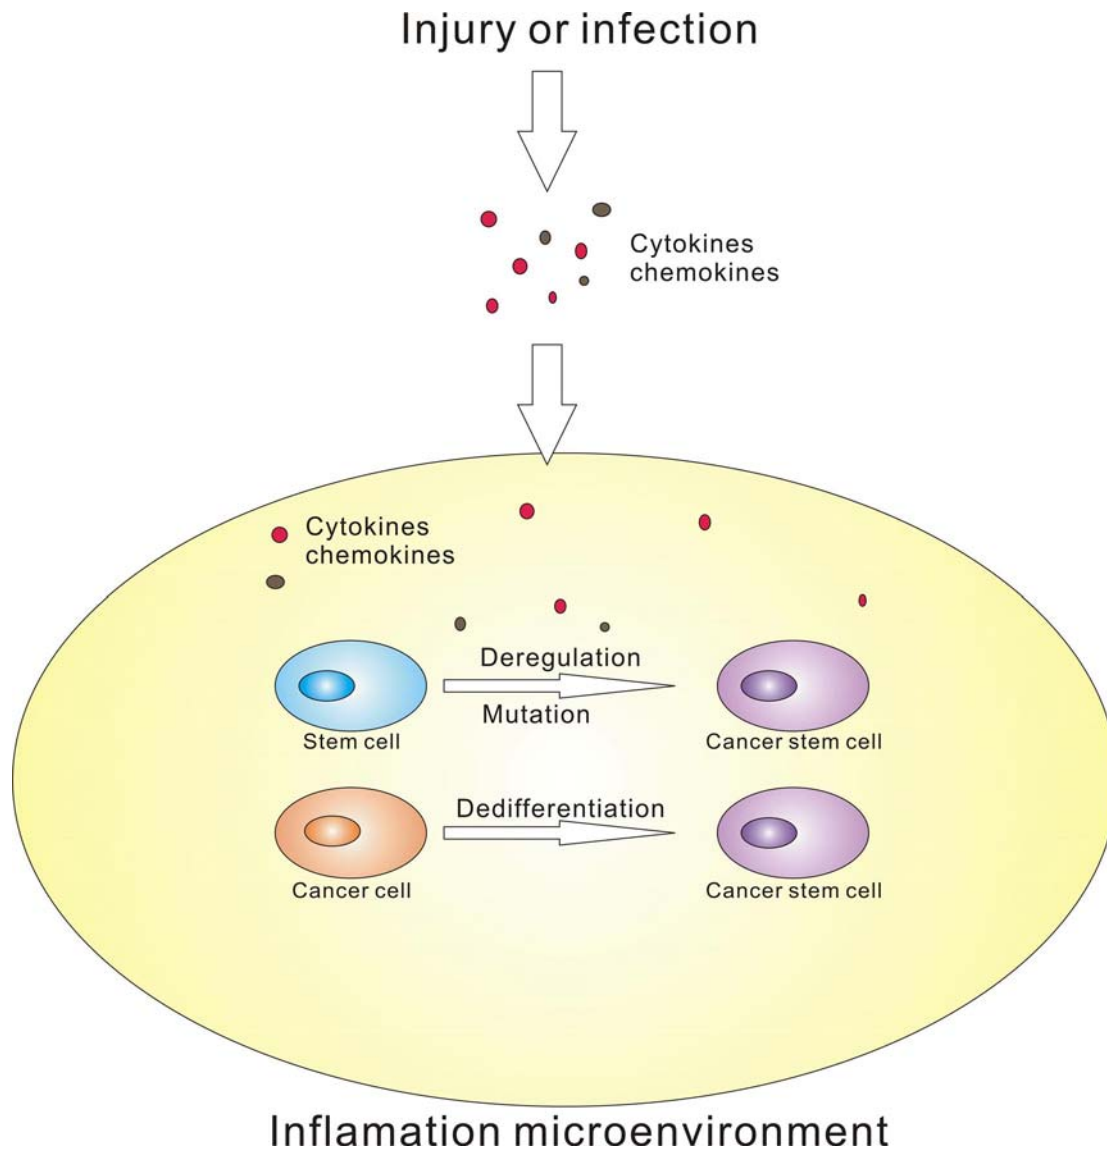 Injury or infection
Cytokines
chemokines
Cytokines
chemokines
Deregulation
Mutation
Stem cell
Cancer stem cell
Dedifferentiation
Cancer cell
Cancer stem cell
Inflamation microenvironment